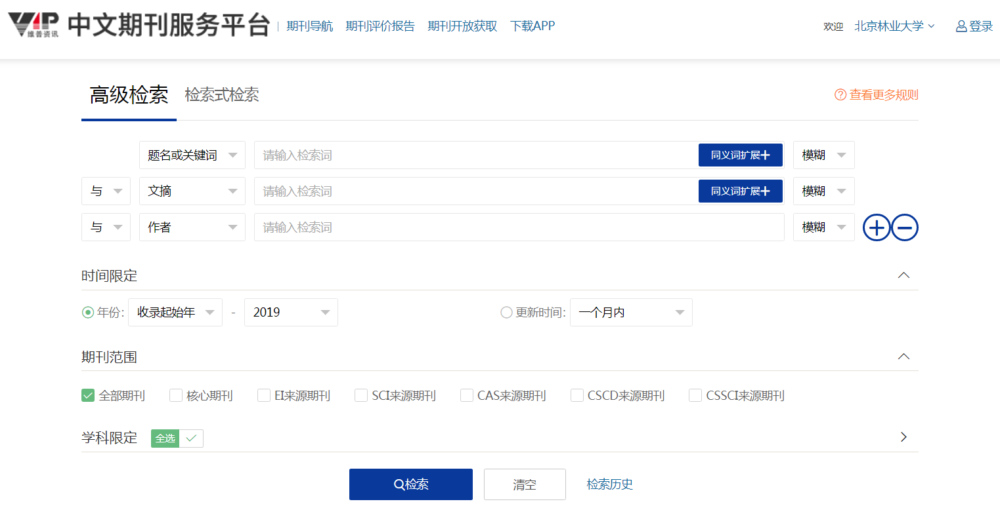 VIP 维普资讯 中文期刊服务平台 | 期刊导航 期刊评价报告 期刊开放获取 下载APP 欢迎 北京林业大学 登录
高级检索 检索式检索 ? 查看更多规则
题名或关键词 请输入检索词 同义词扩展+ 模糊
与 文摘 请输入检索词 同义词扩展+ 模糊
与 作者 请输入检索词 模糊
时间限定
年份: 收录起始年 - 2019 更新时间: 一个月内
期刊范围
全部期刊 核心期刊 EI来源期刊 SCI来源期刊 CAS来源期刊 CSCD来源期刊 CSSCI来源期刊
学科限定 全选
检索 清空 检索历史